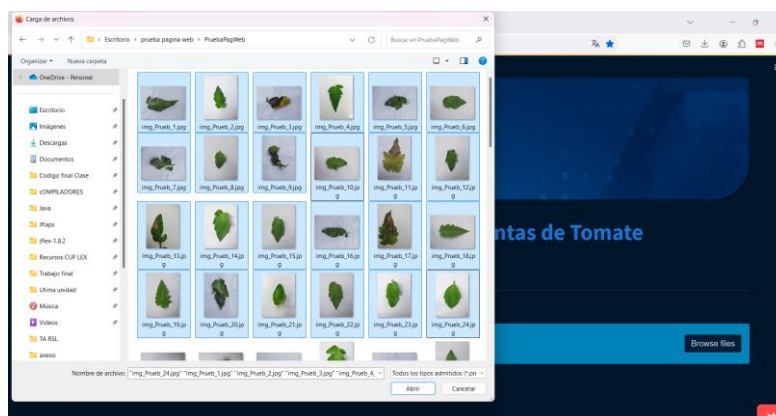 Carga de archivos
Escritorio > prueba pagina web > PruebaPagWeb
Buscar en PruebaPagWeb
Organizar
Nueva carpeta
OneDrive - Personal
Escritorio
Imágenes
Descargas
Documentos
Codigo final Clase
cOMPILADORES
Java
Jflaps
jflex-1.8.2
Recursos CUP LEX
Trabajo final
Utima unidad
Música
Videos
TA RSL
anexo
img_Prueb_1.jpg
img_Prueb_2.jpg
img_Prueb_3.jpg
img_Prueb_4.jpg
img_Prueb_5.jpg
img_Prueb_6.jpg
img_Prueb_7.jpg
img_Prueb_8.jpg
img_Prueb_9.jpg
img_Prueb_10.jp
g
img_Prueb_11.jp
g
img_Prueb_12.jp
g
img_Prueb_13.jp
g
img_Prueb_14.jp
g
img_Prueb_15.jp
g
img_Prueb_16.jp
g
img_Prueb_17.jp
g
img_Prueb_18.jp
g
img_Prueb_19.jp
g
img_Prueb_20.jp
g
img_Prueb_21.jp
g
img_Prueb_22.jp
g
img_Prueb_23.jp
g
img_Prueb_24.jp
g
Nombre de archivo:
"img_Prueb_24.jpg" "img_Prueb_1.jpg" "img_Prueb_2.jpg" "img_Prueb_3.jpg" "img_Prueb_4,
Todos los tipos admitidos (*.pn
Abrir
Cancelar
ntas de Tomate
Browse files